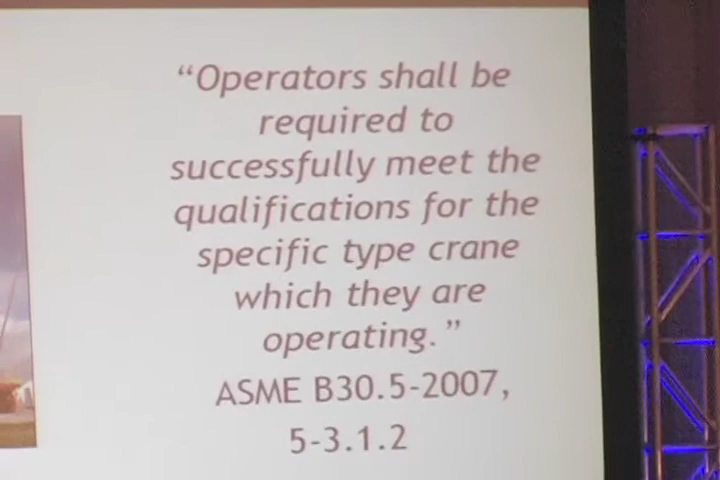 “Operators shall be
required to
successfully meet the
qualifications for the
specific type crane
which they are
operating.”
ASME B30.5-2007,
5-3.1.2